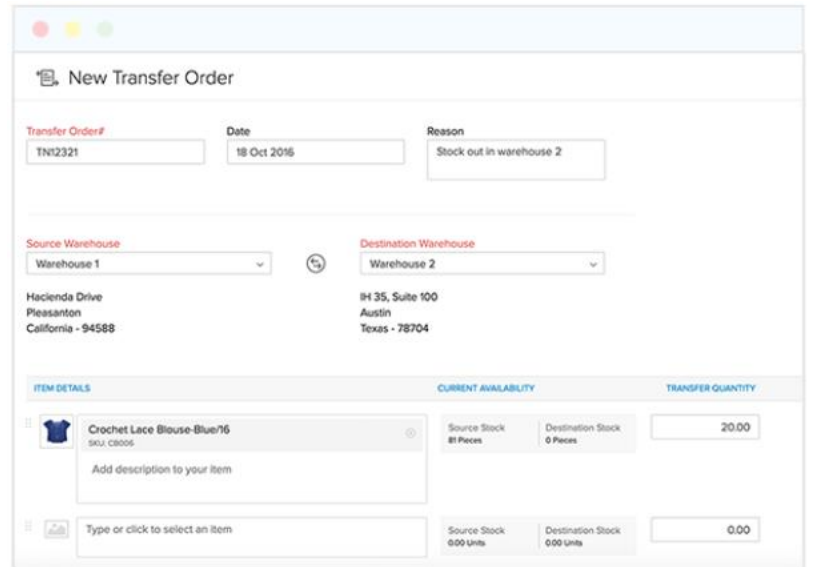 New Transfer Order
Transfer Order#
Date
Reason
TN12321
18 Oct 2016
Stock out in warehouse 2
Source Warehouse
Destination Warehouse
Warehouse 1
Warehouse 2
Hacienda Drive
Pleasanton
California - 94588
IH 35, Suite 100
Austin
Texas - 78704
ITEM DETAILS
CURRENT AVAILABILITY
TRANSFER QUANTITY
Crochet Lace Blouse-Blue/16
SKU: CB006
Add description to your item
Source Stock
81 Pieces
Destination Stock
0 Pieces
20.00
Type or click to select an item
Source Stock
0.00 Units
Destination Stock
0.00 Units
0.00